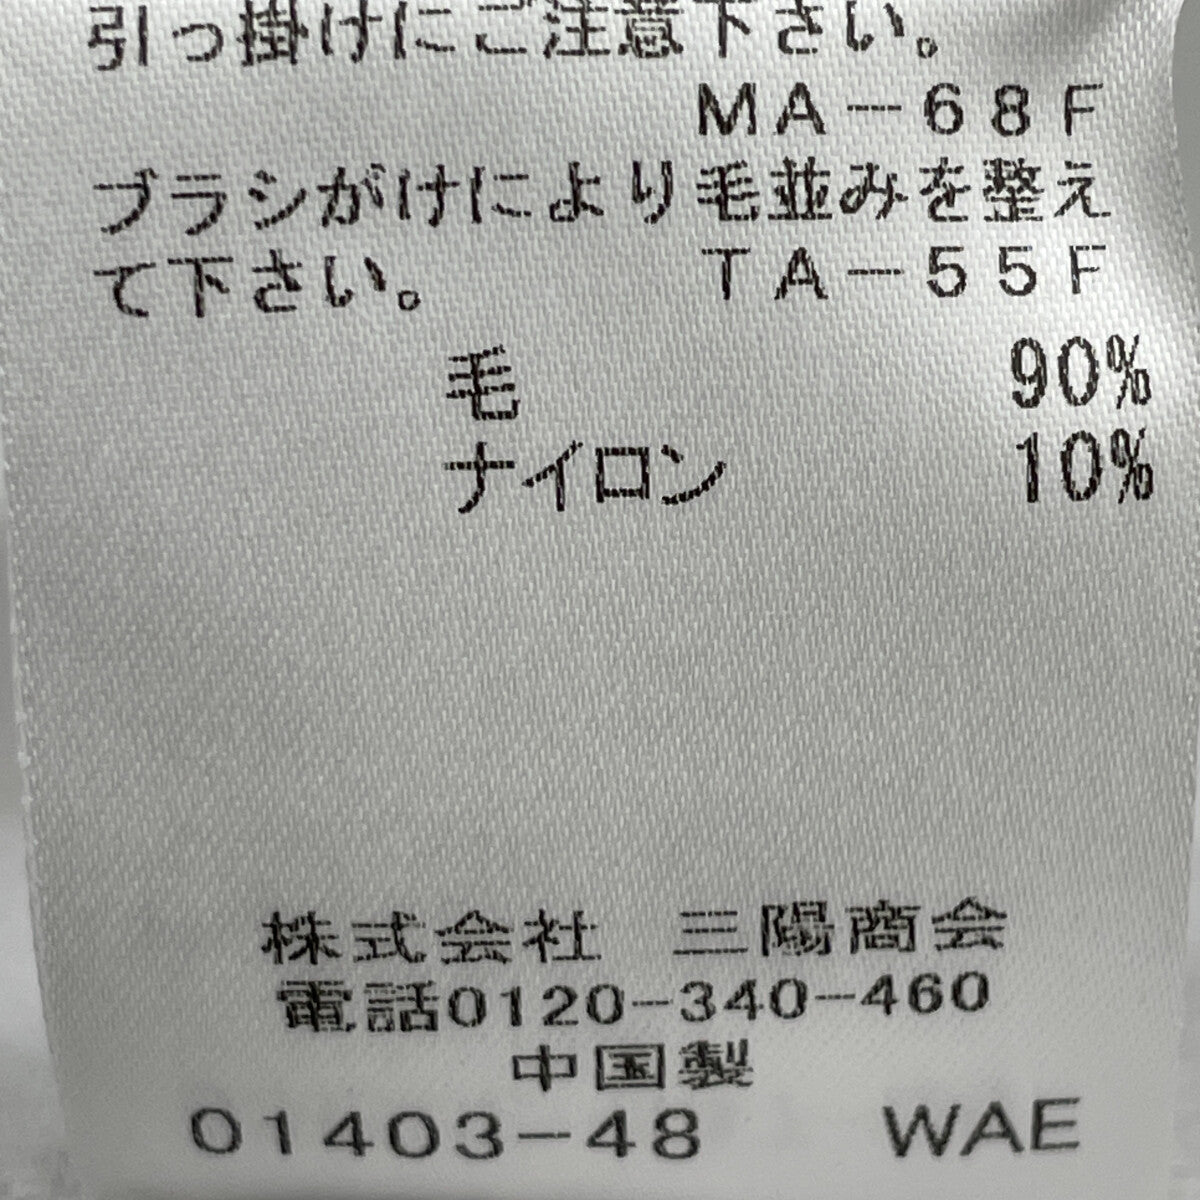 引っ掛けにご注意下さい。
ＭＡ－６８Ｆ
ブラシがけにより毛並みを整え
て下さい。 ＴＡ－５５Ｆ
毛 90%
ナイロン 10%
株式会社 三陽商会
電話0120-340-460
中国製
01403-48 WAE